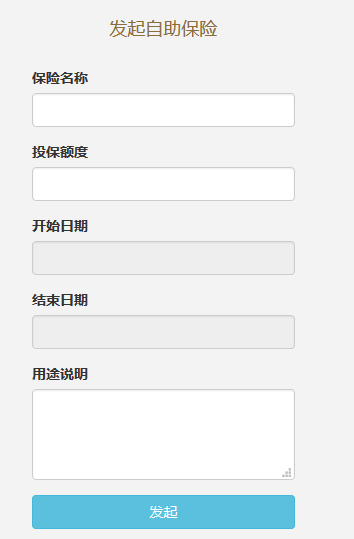 发起自助保险
保险名称
投保额度
开始日期
结束日期
用途说明
发起